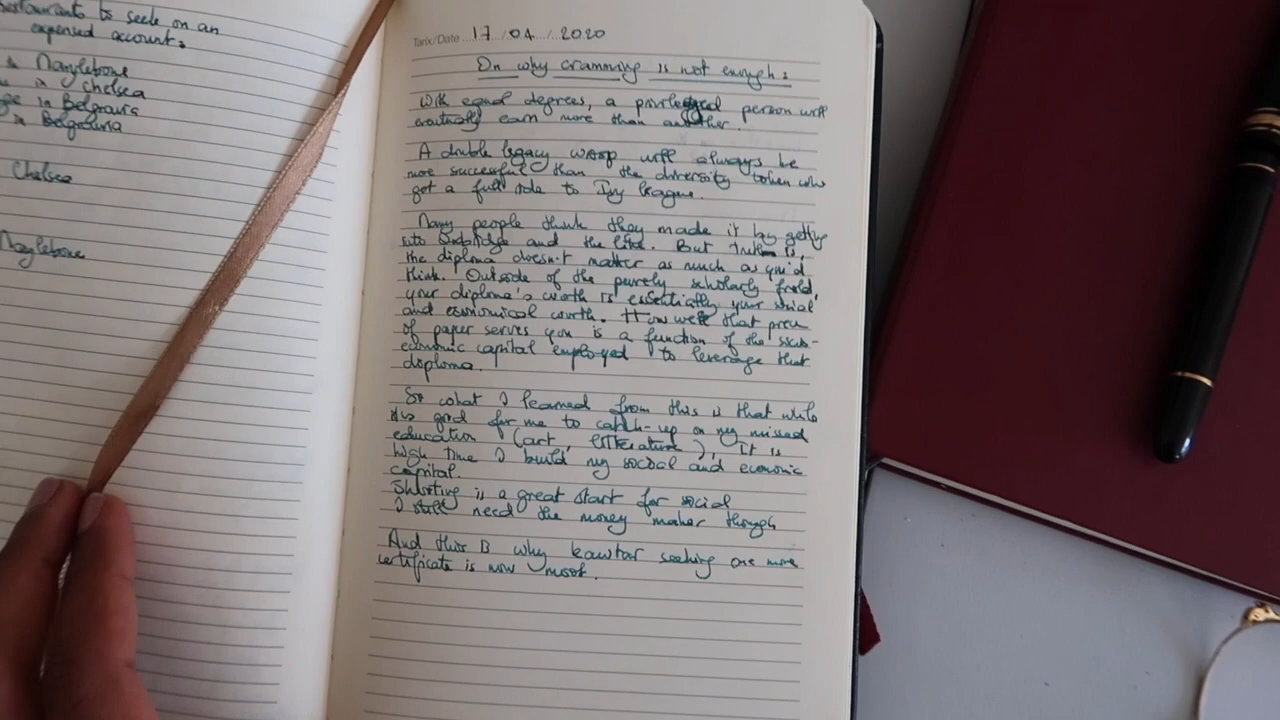 Restaurants to seek on an
expensed account:
Marylebone
in Chelsea
in Belgravia
in Belgravia
Chelsea
Marylebone
Tarix/Date 17 / 04 / 2020
On why cramming is not enough:
With equal degrees, a privileged person will
eventually earn more than another.
A double legacy wasp will always be
more successful than the diversity token who
got a full ride to Ivy league.
Many people think they made it by getting
into Oxbridge and the like. But truth is,
the diploma doesn't matter as much as you'd
think. Outside of the purely scholarly field,
your diploma's worth is essentially your social
and economical worth. How well that piece
of paper serves you is a function of the socio-
economic capital employed to leverage that
diploma.
So what I learned from this is that while
it is good for me to catch-up on my missed
education (art, litterature), it is
high time I build my social and economic
capital.
Shooting is a great start for social
I still need the money maker though
And this is why Kawtar seeking one more
certificate is now moot.